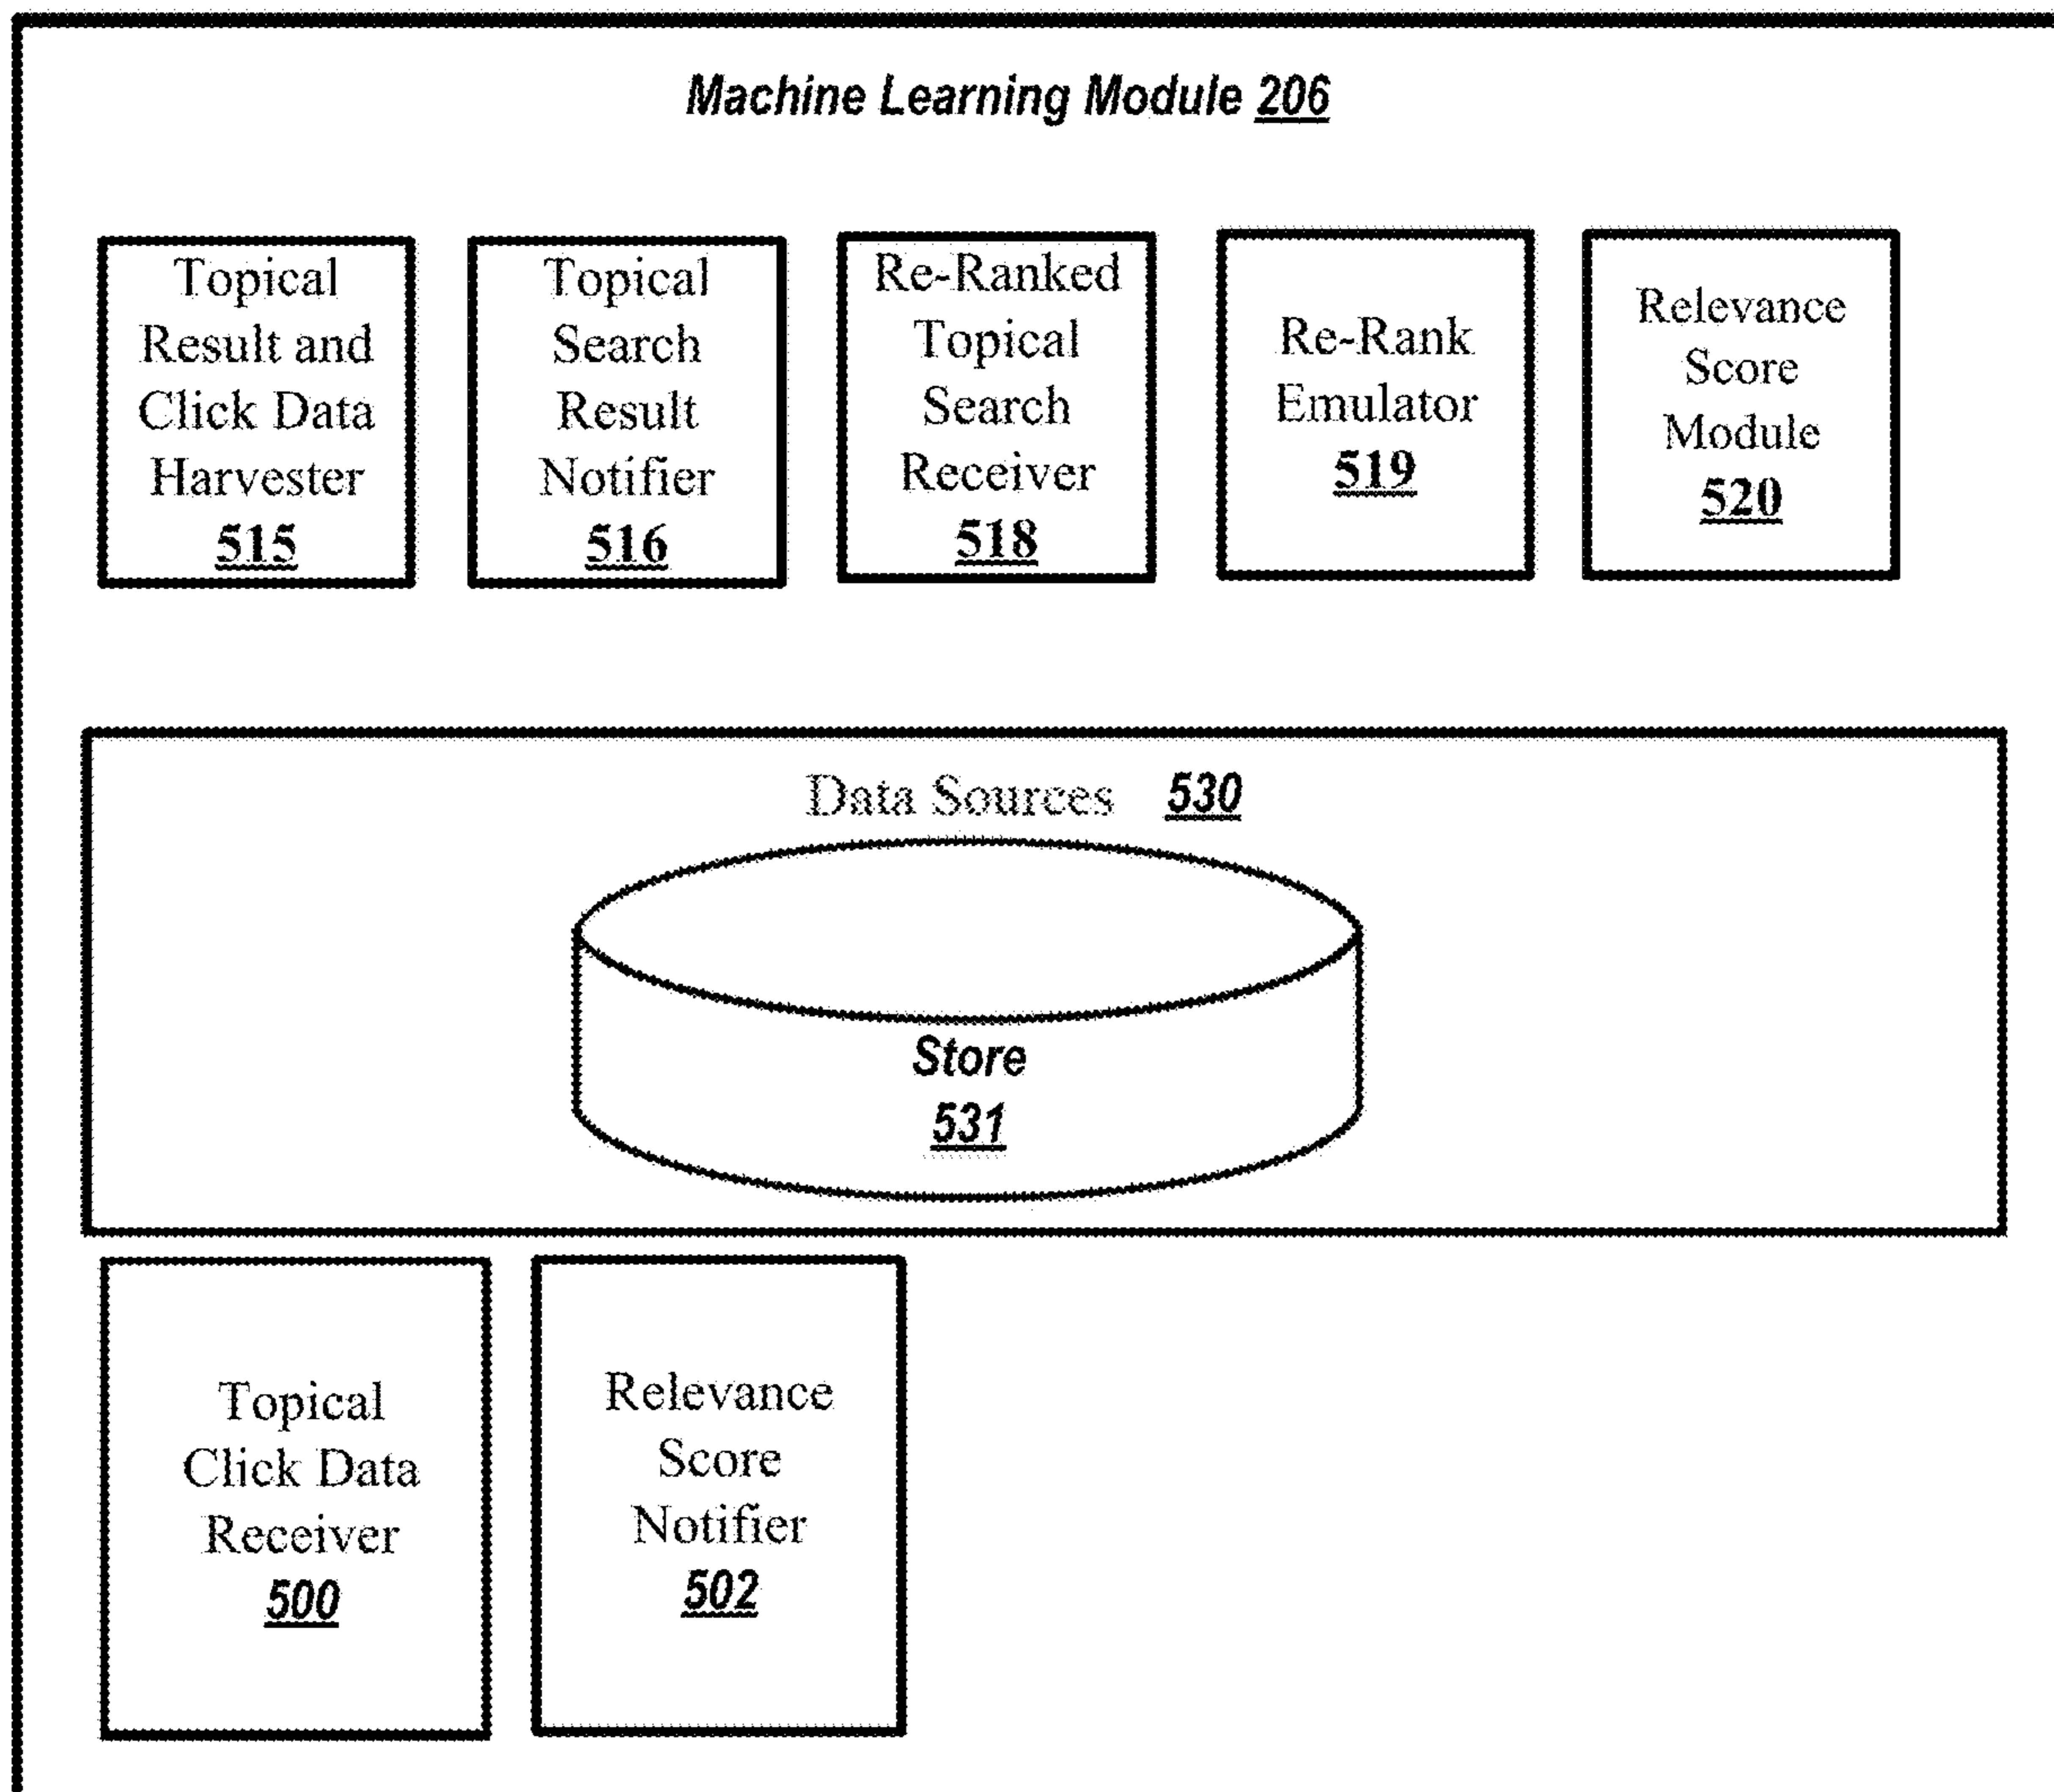 Machine Learning Module 206
Topical
Result and
Click Data
Harvester
515
Topical
Search
Result
Notifier
516
Re-Ranked
Topical
Search
Receiver
518
Re-Rank
Emulator
519
Relevance
Score
Module
520
Data Sources 530
Store
531
Topical
Click Data
Receiver
500
Relevance
Score
Notifier
502